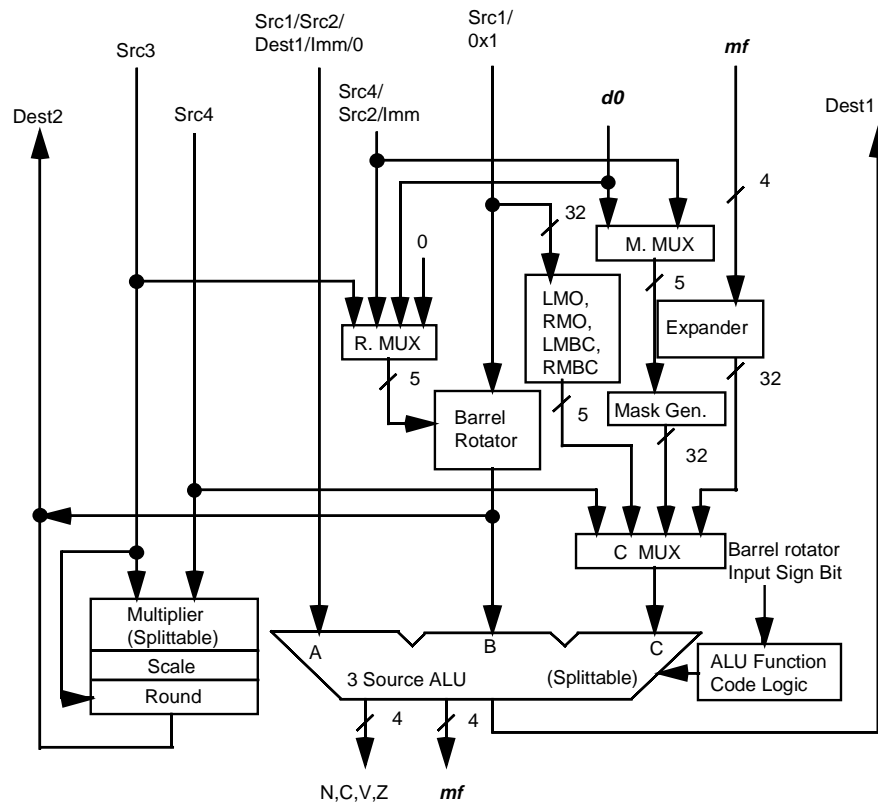 Src1/Src2/
Dest1/Imm/0
Src1/
0x1
Src3
mf
Src4/
Src2/Imm
d0
Dest2
Src4
Dest1
4
32
0
M. MUX
5
LMO,
RMO,
LMBC,
RMBC
Expander
R. MUX
5
32
5
Mask Gen.
Barrel
Rotator
32
C MUX
Barrel rotator
Input Sign Bit
Multiplier
(Splittable)
A
B
C
Scale
3 Source ALU
(Splittable)
ALU Function
Code Logic
Round
4
4
N,C,V,Z
mf